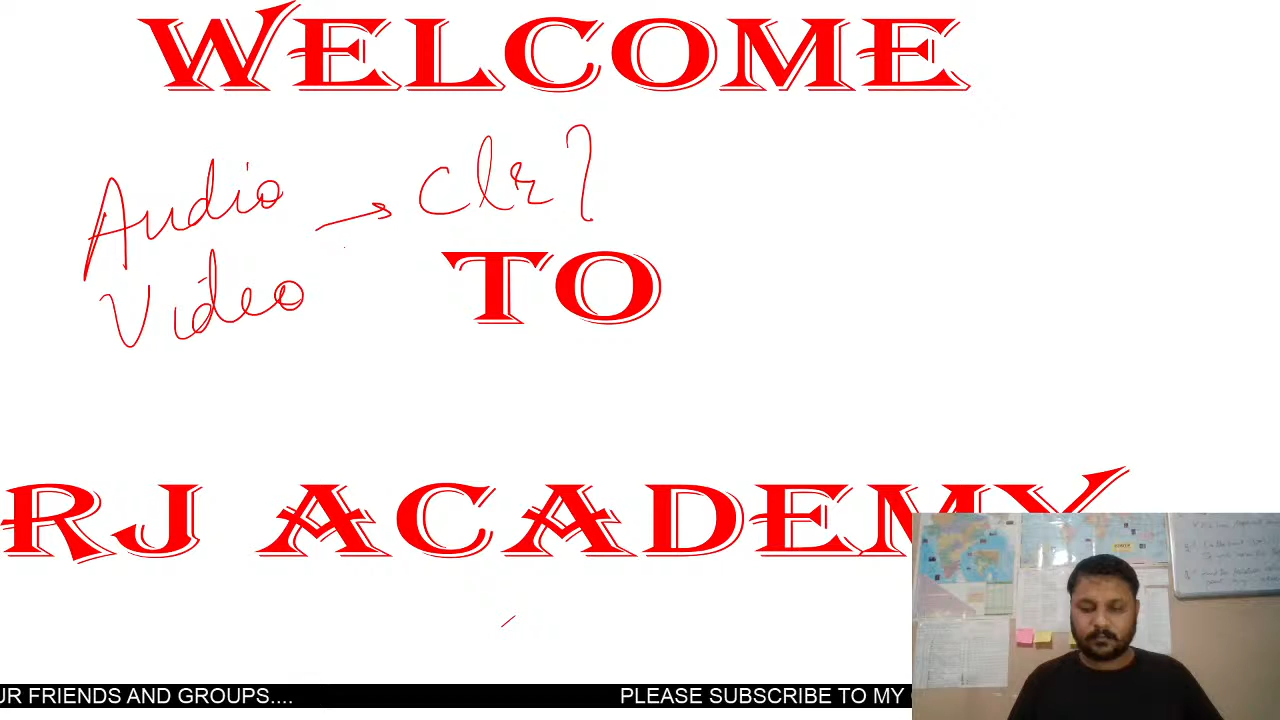 WELCOME
Audio → Clr?
Video
TO
RJ ACADEMY
UR FRIENDS AND GROUPS.... PLEASE SUBSCRIBE TO MY